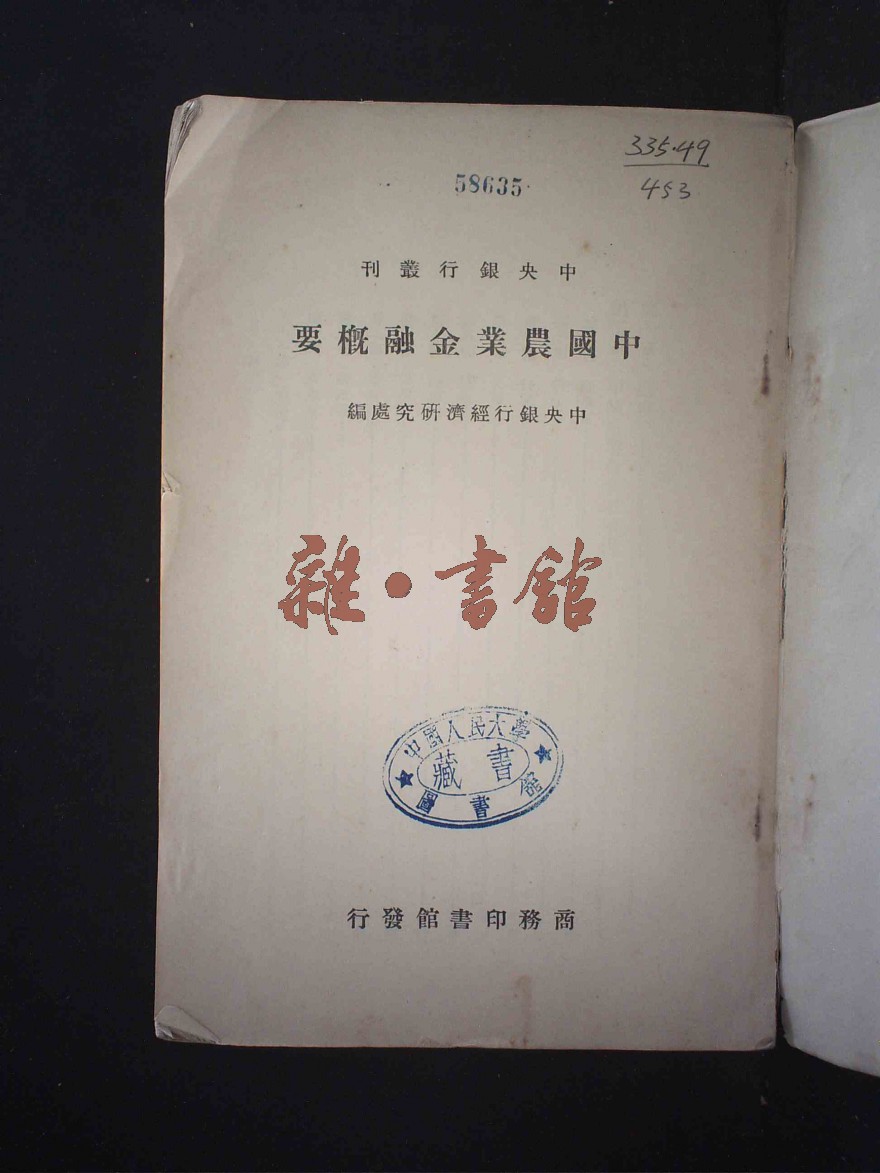 335.49
453
58635
中央銀行叢刊
中國農業金融概要
中央銀行經濟研究處編
雜·書館
中國人民大學
藏書
圖書館
商務印書館發行